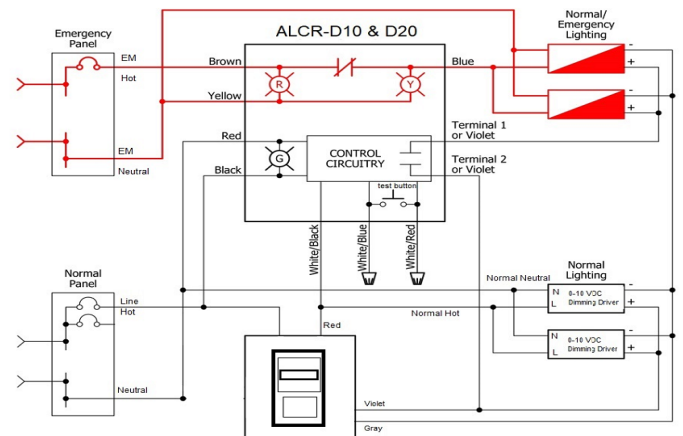 ALCR-D10 & D20
Normal/
Emergency
Lighting
Emergency
Panel
EM
Hot
Brown
Blue
R
Y
Yellow
-
+
-
+
EM
Neutral
Red
Black
G
CONTROL
CIRCUITRY
Terminal 1
or Violet
Terminal 2
or Violet
test button
White/Black
White/Blue
White/Red
Normal
Panel
Line
Hot
Neutral
Red
Normal Neutral
Normal Hot
Normal
Lighting
N
L
0-10 VDC
Dimming Driver
-
+
N
L
0-10 VDC
Dimming Driver
-
+
Violet
Gray